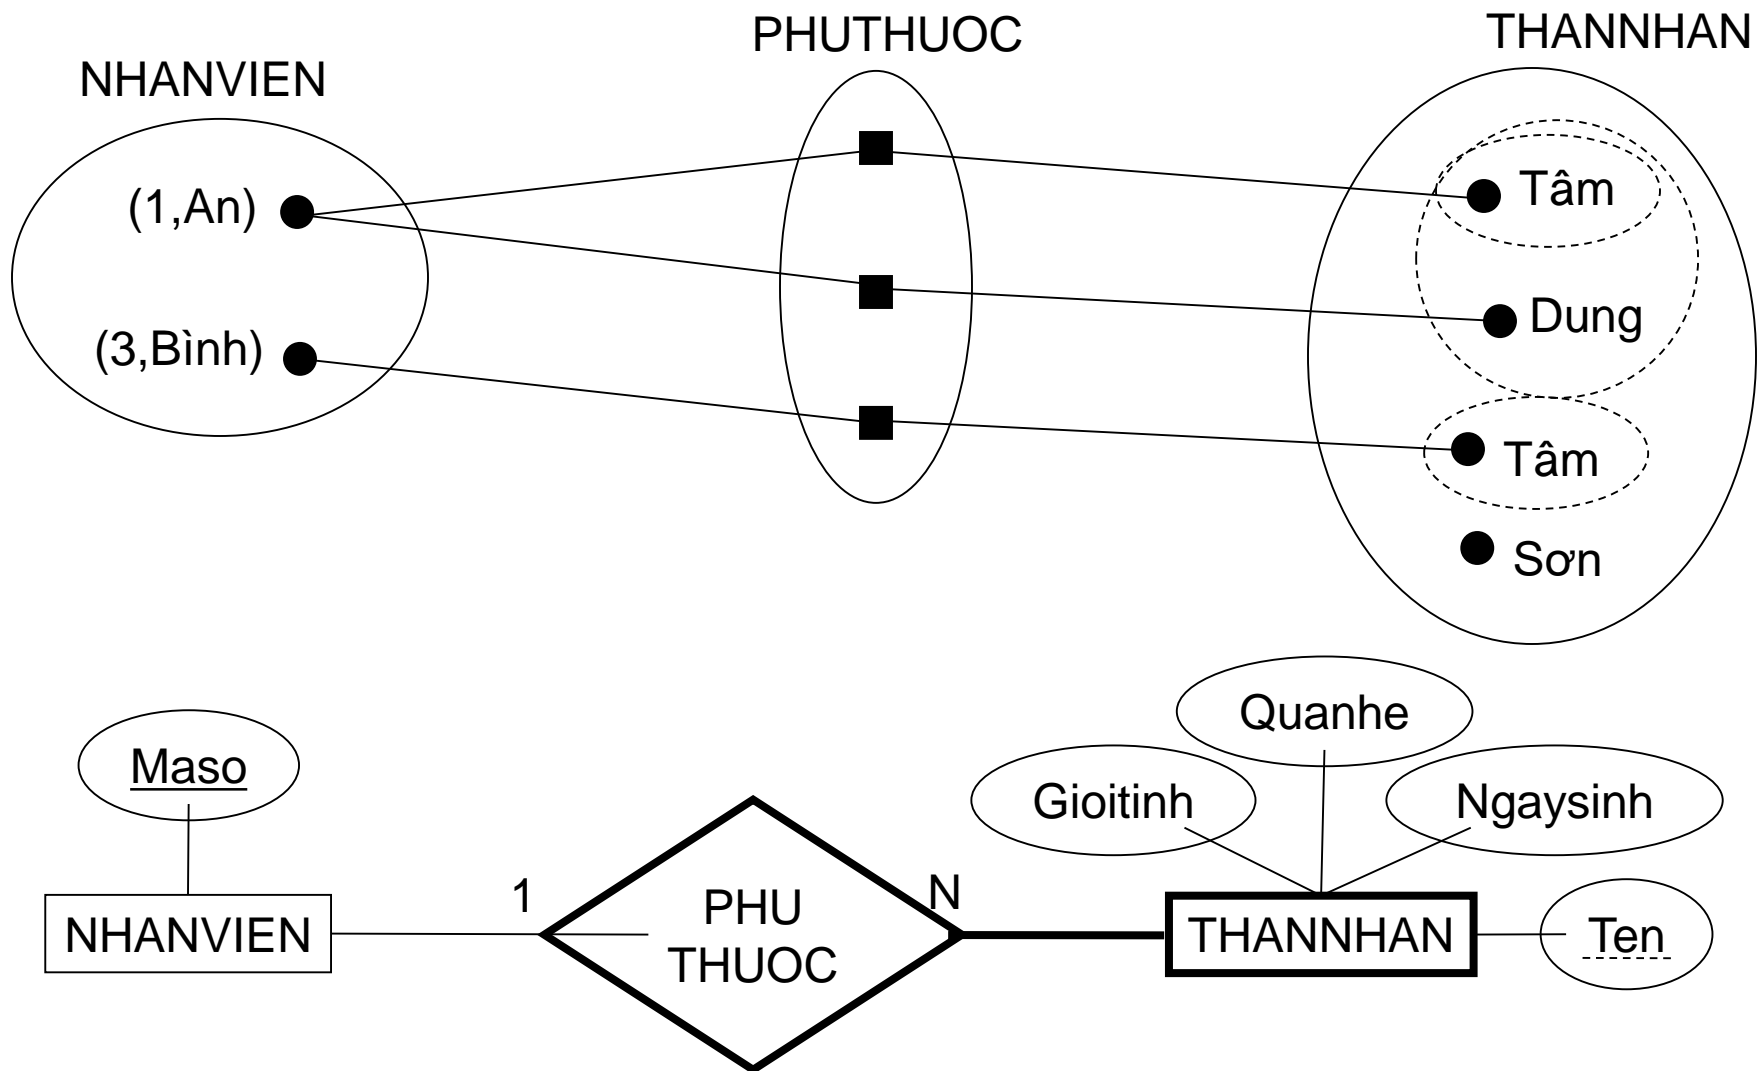 PHUTHUOC
THANNHAN
NHANVIEN
(1,An)
Tâm
Dung
(3,Bình)
Tâm
Sơn
Quanhe
Maso
Gioitinh
Ngaysinh
1
N
NHANVIEN
PHU
THUOC
THANNHAN
Ten